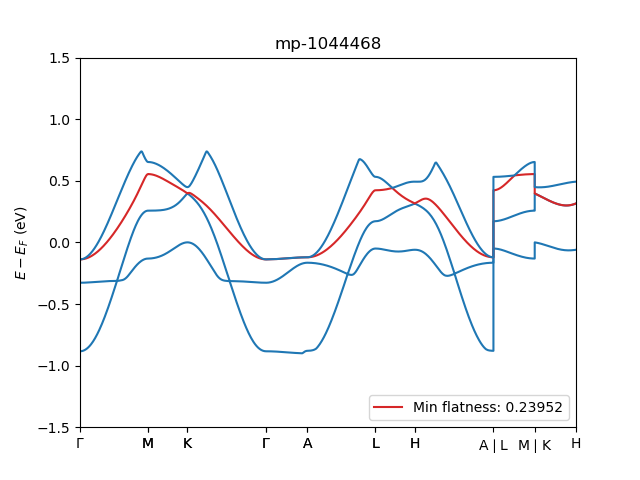 mp-1044468
E − E_F (eV)
1.5
1.0
0.5
0.0
−0.5
−1.0
−1.5
Min flatness: 0.23952
Γ M K Γ A L H A | L M | K H